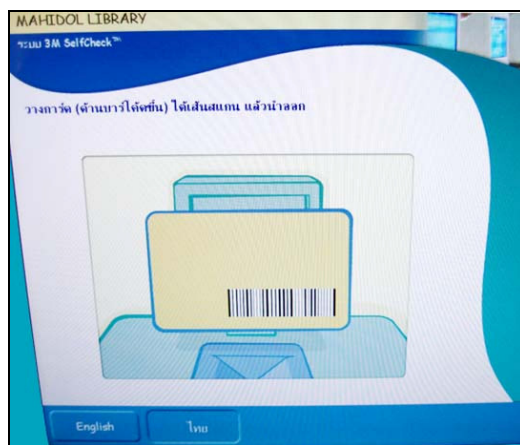 MAHIDOL LIBRARY
ระบบ 3M SelfCheck™
วางการ์ด (ด้านบาร์โค้ดขึ้น) ใต้เส้นสแกน แล้วนำออก
English
ไทย